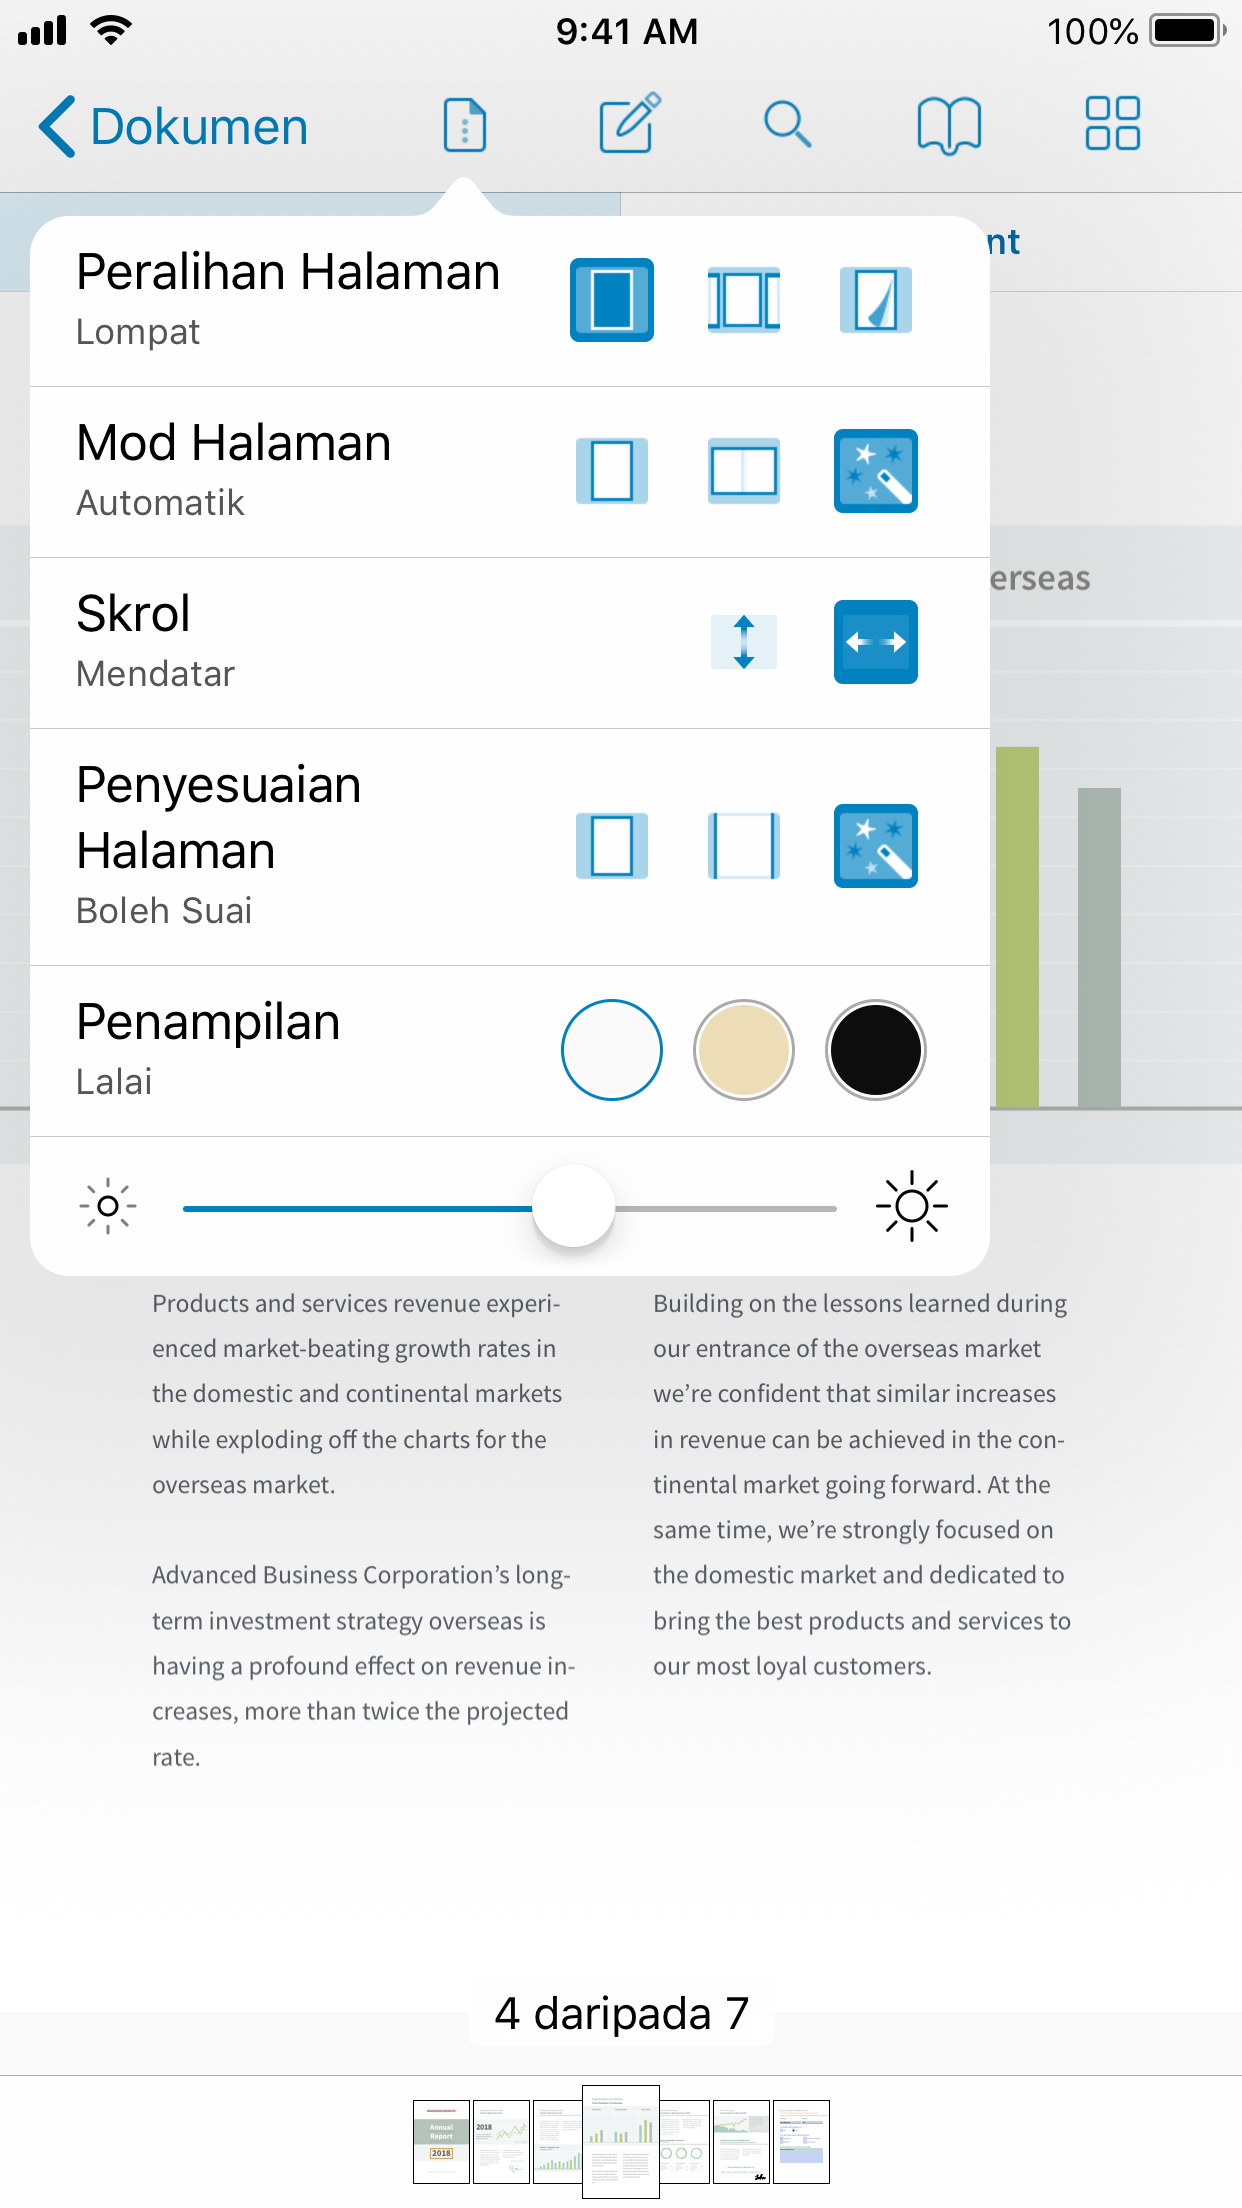 9:41 AM
100%
Dokumen
nt
Peralihan Halaman
Lompat
Mod Halaman
Automatik
erseas
Skrol
Mendatar
Penyesuaian
Halaman
Boleh Suai
Penampilan
Lalai
Products and services revenue experi-
enced market-beating growth rates in
the domestic and continental markets
while exploding off the charts for the
overseas market.
Advanced Business Corporation’s long-
term investment strategy overseas is
having a profound effect on revenue in-
creases, more than twice the projected
rate.
Building on the lessons learned during
our entrance of the overseas market
we’re confident that similar increases
in revenue can be achieved in the con-
tinental market going forward. At the
same time, we’re strongly focused on
the domestic market and dedicated to
bring the best products and services to
our most loyal customers.
4 daripada 7
Annual
Report
2018
2018